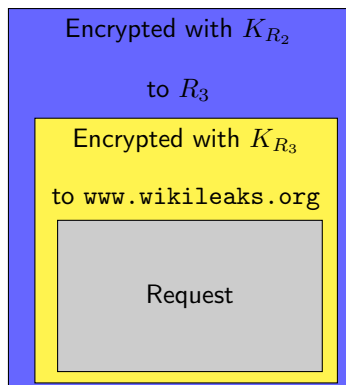 Encrypted with K_{R_2}
to R_3
Encrypted with K_{R_3}
to www.wikileaks.org
Request